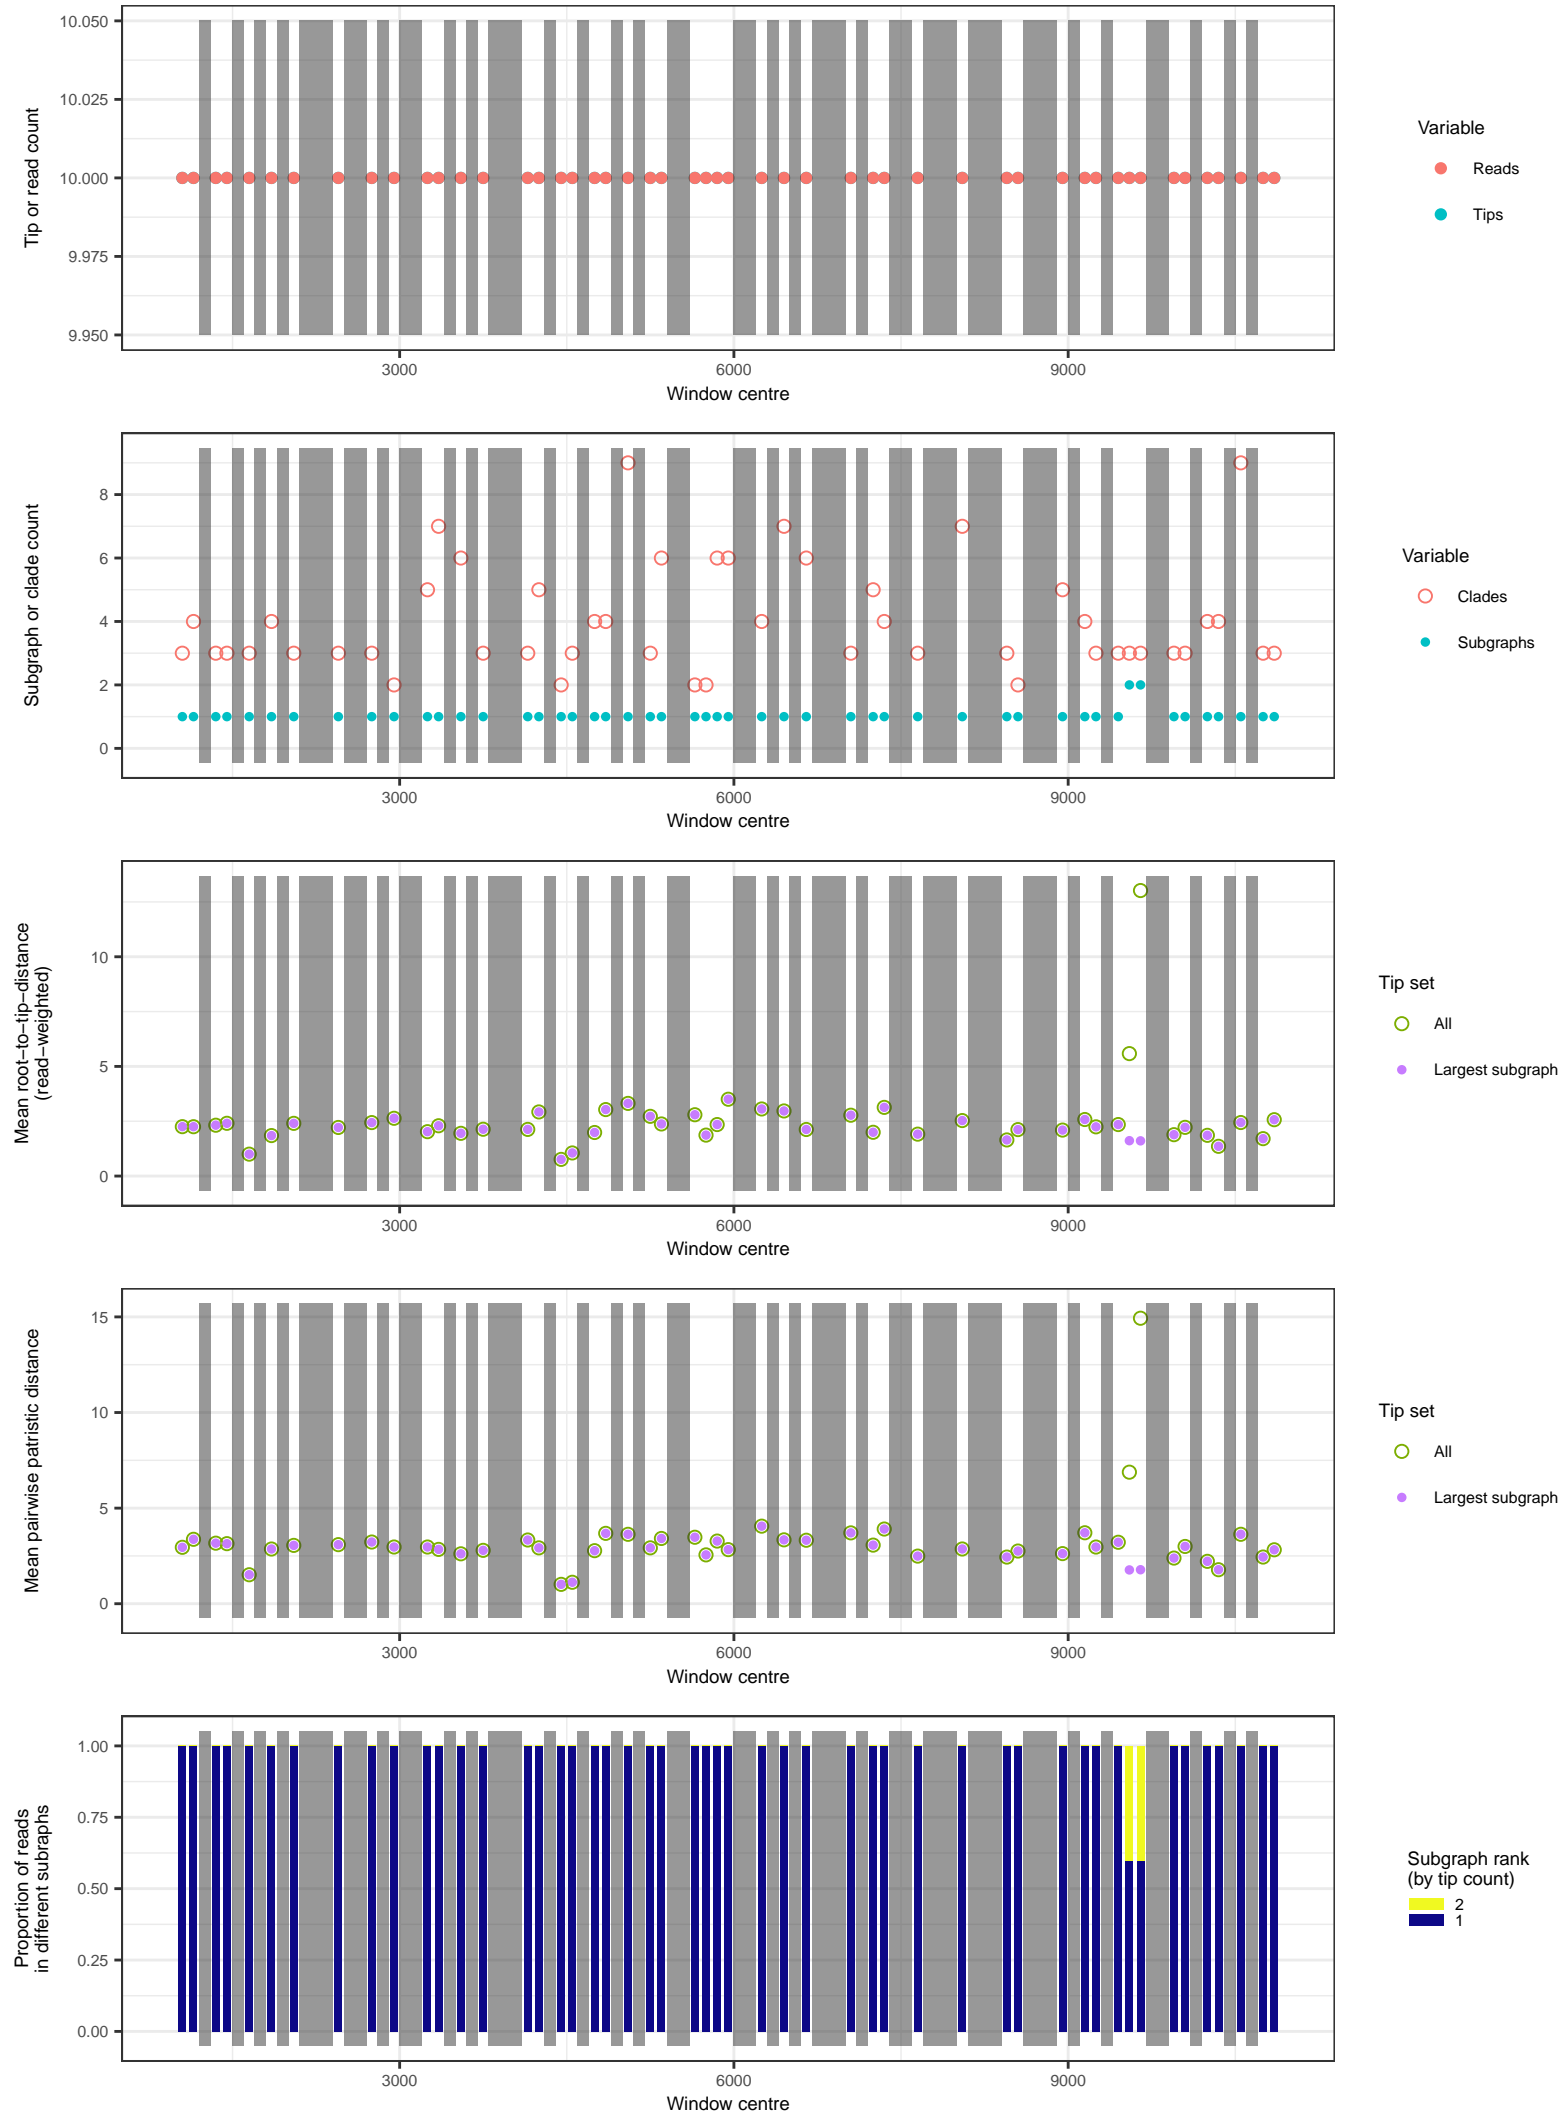 10.050
10.025
10.000
9.975
9.950
Tip or read count
3000
6000
9000
Window centre
Variable
Reads
Tips
8
6
4
2
0
Subgraph or clade count
3000
6000
9000
Window centre
Variable
Clades
Subgraphs
10
5
0
Mean root−to−tip−distance
(read−weighted)
3000
6000
9000
Window centre
Tip set
All
Largest subgraph
15
10
5
0
Mean pairwise patristic distance
3000
6000
9000
Window centre
Tip set
All
Largest subgraph
1.00
0.75
0.50
0.25
0.00
Proportion of reads
in different subraphs
3000
6000
9000
Window centre
Subgraph rank
(by tip count)
2
1